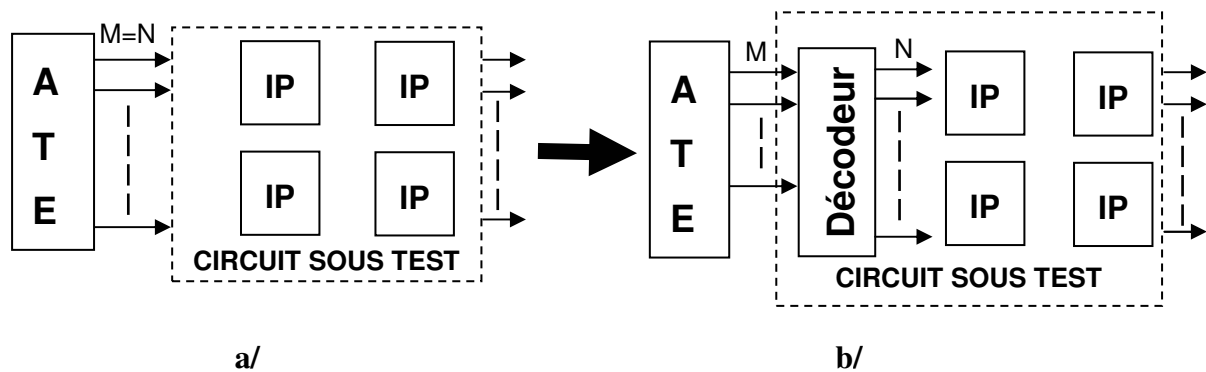 M=N
A
T
E
IP
IP
IP
IP
CIRCUIT SOUS TEST
a/
M
N
A
T
E
Décodeur
IP
IP
IP
IP
CIRCUIT SOUS TEST
b/